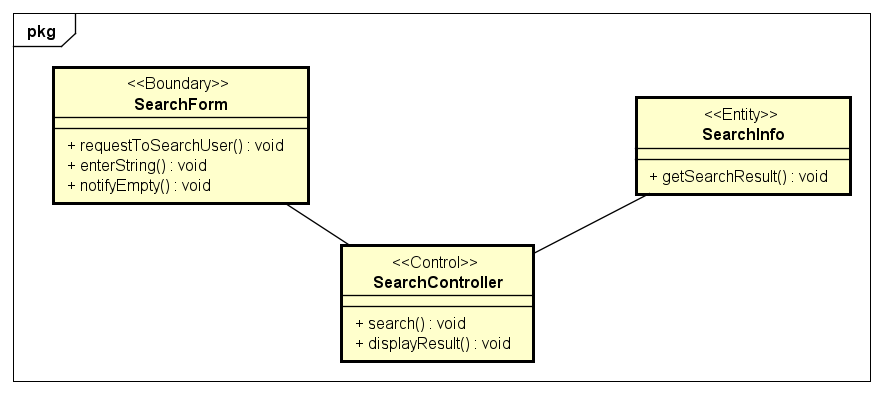 pkg
<<Boundary>>
SearchForm
+ requestToSearchUser() : void
+ enterString() : void
+ notifyEmpty() : void
<<Entity>>
SearchInfo
+ getSearchResult() : void
<<Control>>
SearchController
+ search() : void
+ displayResult() : void